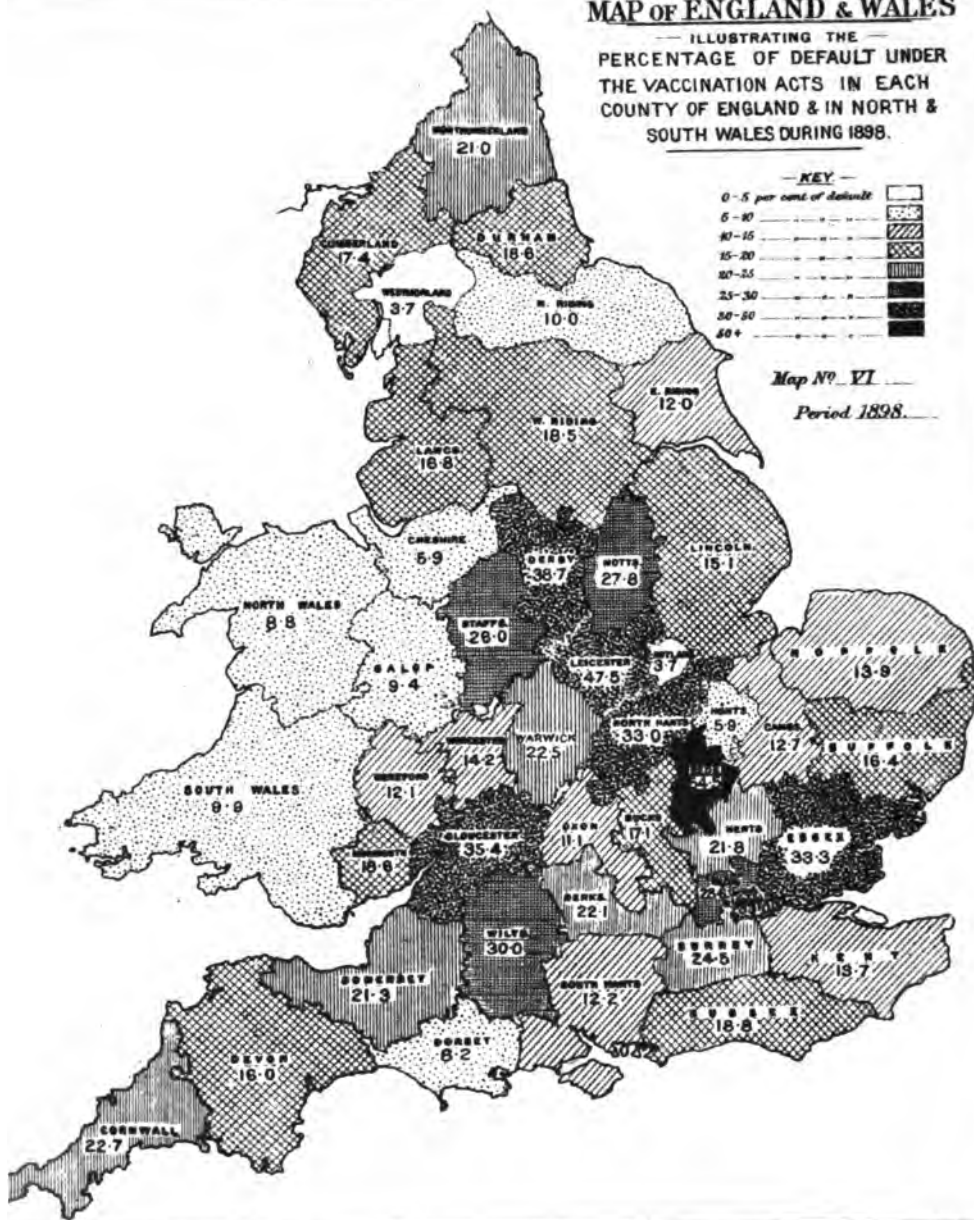 MAP OF ENGLAND & WALES
— ILLUSTRATING THE —
PERCENTAGE OF DEFAULT UNDER
THE VACCINATION ACTS IN EACH
COUNTY OF ENGLAND & IN NORTH &
SOUTH WALES DURING 1898.
— KEY —
0-5 per cent of default
5-10 " " "
10-15 " " "
15-20 " " "
20-25 " " "
25-30 " " "
30-50 " " "
50+ " " "
Map No. VI
Period 1898.
NORTHUMBERLAND
21·0
CUMBERLAND
17·4
DURHAM
18·6
WESTMORLAND
3·7
N. RIDING
10·0
E. RIDING
12·0
W. RIDING
18·5
LANCS
16·8
CHESHIRE
5·9
DERBY
38·7
NOTTS.
27·8
LINCOLN.
15·1
NORTH WALES
8·8
STAFFS.
28·0
SALOP
9·4
LEICESTER
47·5
RUTLAND
3·7
NORFOLK
13·9
NORTH HANTS
33·0
HUNTS.
5·9
CAMBS.
12·7
SUFFOLK
16·4
WARWICK
22·5
WORCESTER
14·2
HEREFORD
12·1
SOUTH WALES
9·9
BEDS
MONMOUTH
18·6
GLOUCESTER
35·4
OXON
11·1
BUCKS
17·1
HERTS
21·8
ESSEX
33·3
BERKS.
22·1
WILTS.
30·0
SURREY
24·5
KENT
13·7
SOMERSET
21·3
SOUTH HANTS
12·2
SUSSEX
18·8
DORSET
8·2
DEVON
16·0
CORNWALL
22·7